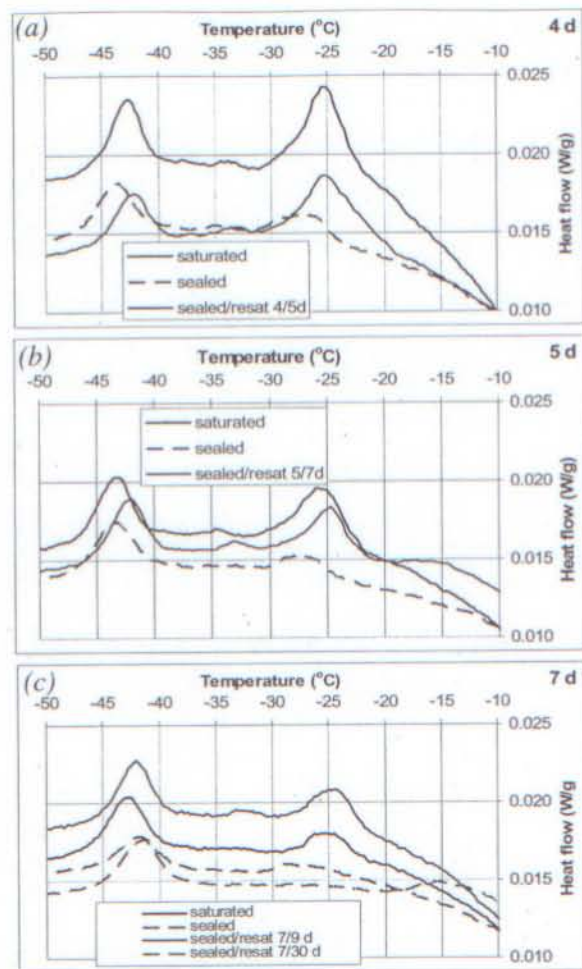 (a) Temperature (°C) 4 d
-50 -45 -40 -35 -30 -25 -20 -15 -10
0.025
0.020
0.015
0.010
Heat flow (W/g)
saturated
sealed
sealed/resat 4/5d
(b) Temperature (°C) 5 d
-50 -45 -40 -35 -30 -25 -20 -15 -10
0.025
0.020
0.015
0.010
Heat flow (W/g)
saturated
sealed
sealed/resat 5/7d
(c) Temperature (°C) 7 d
-50 -45 -40 -35 -30 -25 -20 -15 -10
0.025
0.020
0.015
0.010
Heat flow (W/g
saturated
sealed
sealed/resat 7/9 d
sealed/resat 7/30 d